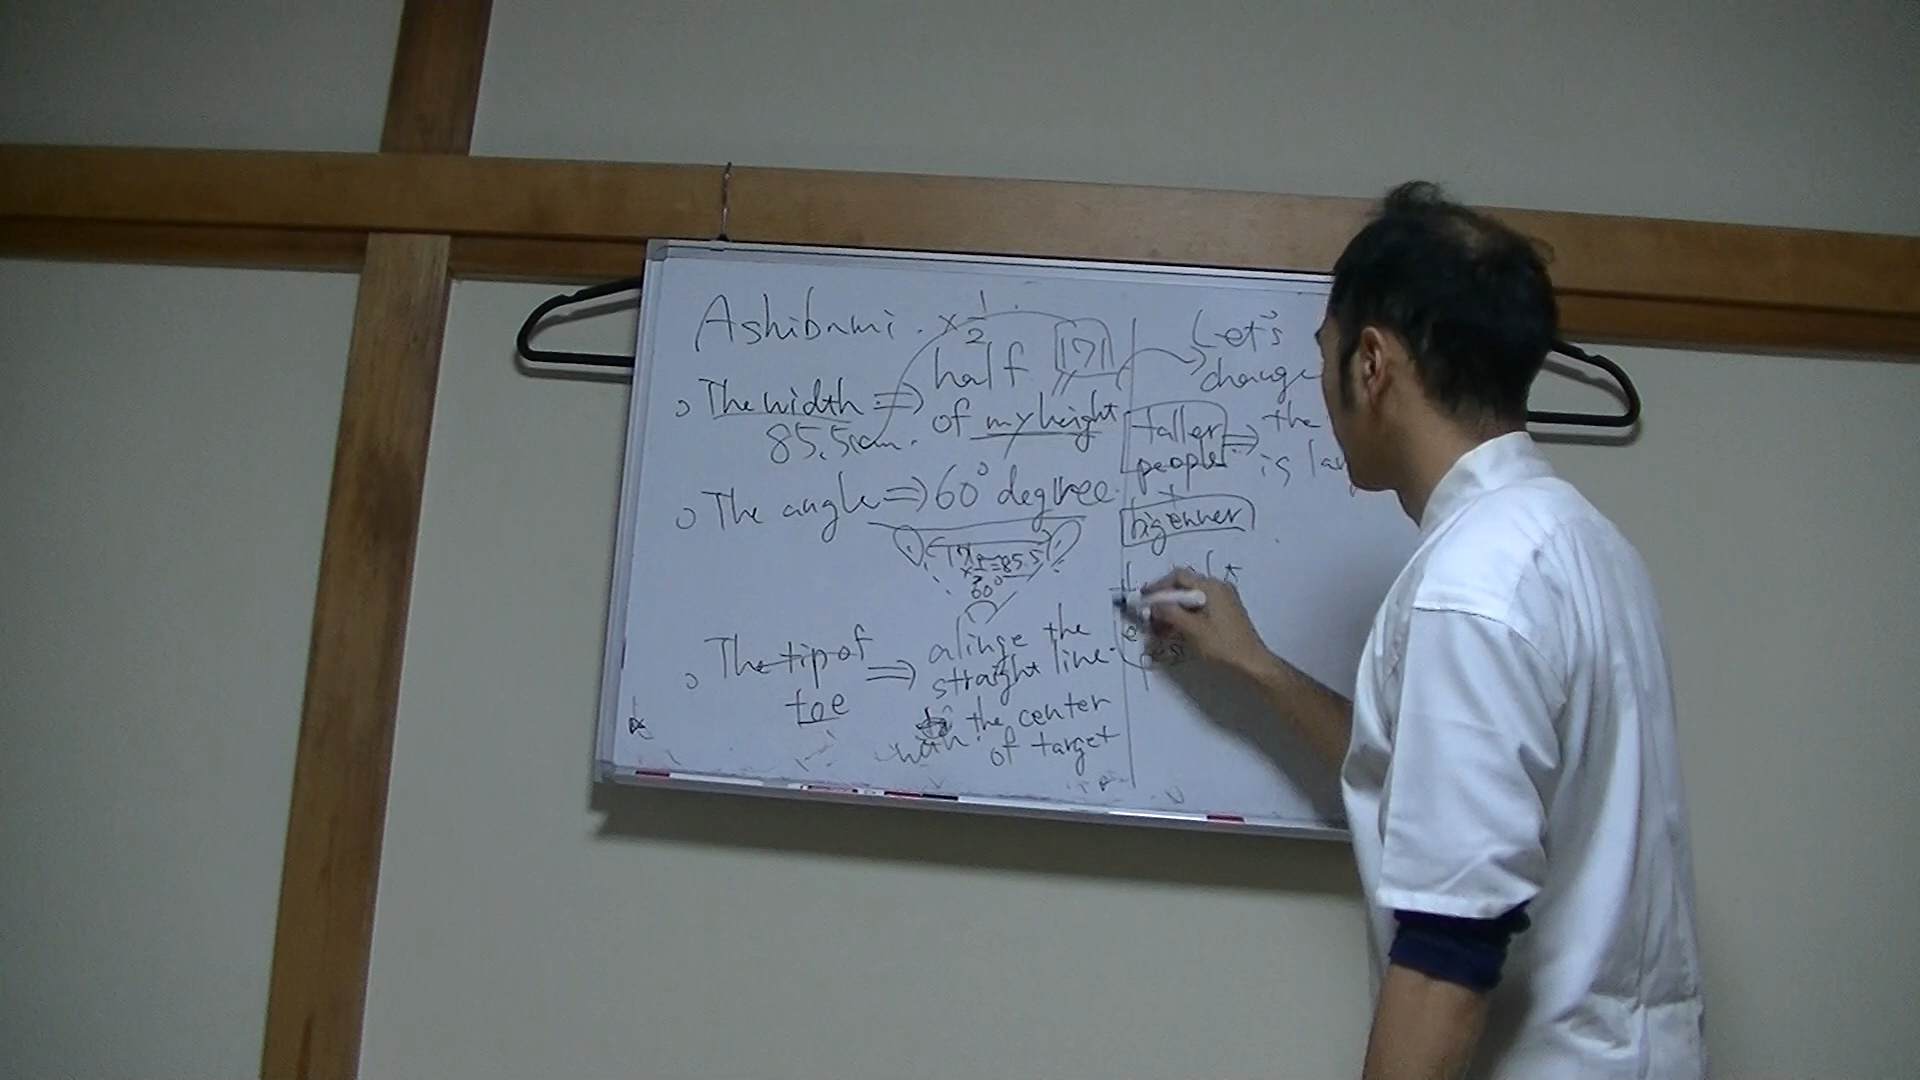 Ashibumi. × 1/2
half 171
The width ⇒ of my height
85.5cm.
The angle ⇒ 60° degree.
171
× 1/2 = 85.5
60°
The tip of toe ⇒ alinge the
straight line
with the center
of target
Let's
change
taller ⇒ the
people is
bigenner